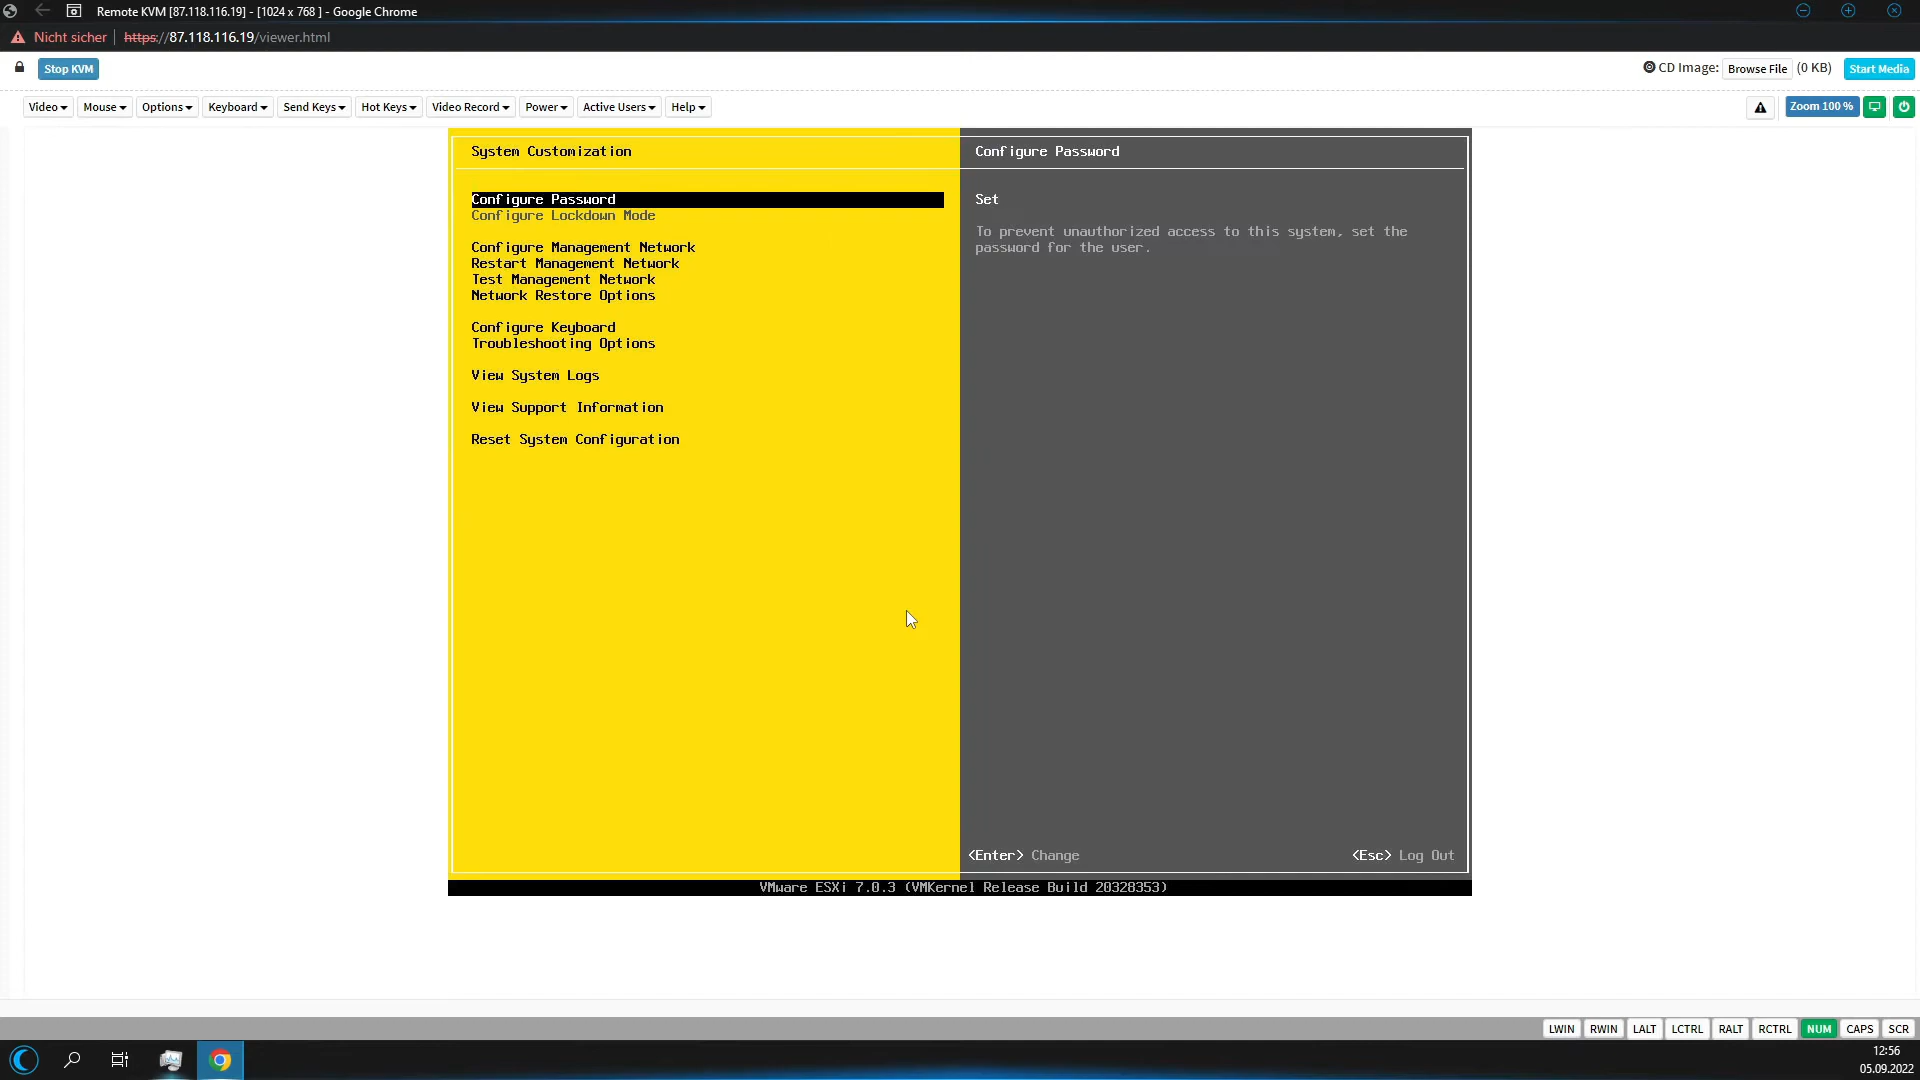 Remote KVM [87.118.116.19] - [1024 x 768 ] - Google Chrome
Nicht sicher | https://87.118.116.19/viewer.html
Stop KVM
CD Image: Browse File (0 KB) Start Media
Video Mouse Options Keyboard Send Keys Hot Keys Video Record Power Active Users Help
Zoom 100 %
System Customization
Configure Password
Configure Lockdown Mode
Configure Management Network
Restart Management Network
Test Management Network
Network Restore Options
Configure Keyboard
Troubleshooting Options
View System Logs
View Support Information
Reset System Configuration
Configure Password
Set
To prevent unauthorized access to this system, set the
password for the user.
<Enter> Change
<Esc> Log Out
VMware ESXi 7.0.3 (VMKernel Release Build 20328353)
LWIN RWIN LALT LCTRL RALT RCTRL NUM CAPS SCR
12:56
05.09.2022